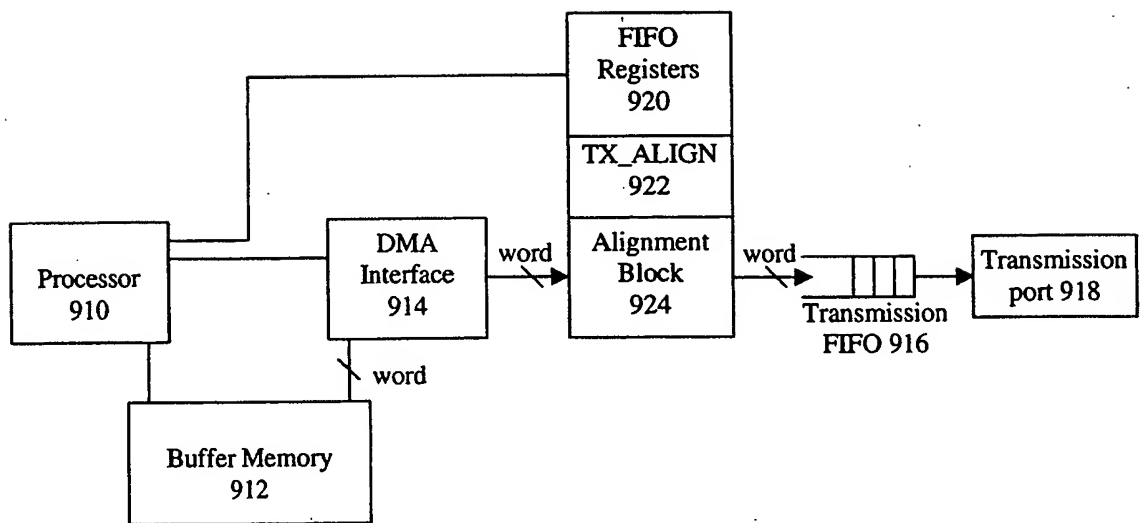 FIFO
Registers
920
TX_ALIGN
922
Processor
910
DMA
Interface
914
word
Alignment
Block
924
word
Transmission
FIFO 916
Transmission
port 918
word
Buffer Memory
912